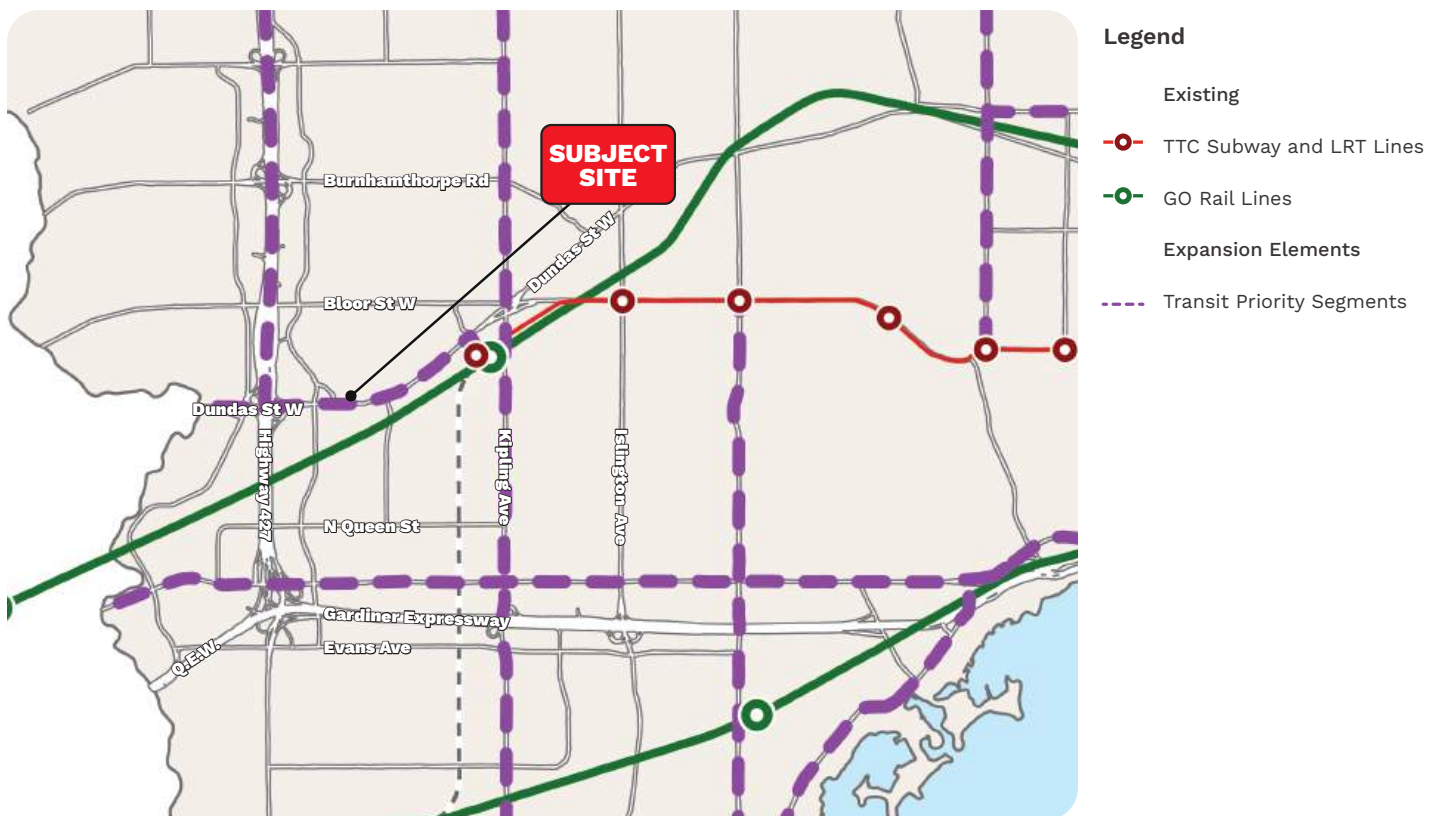 SUBJECT
SITE
Burnhamthorpe Rd
Dundas St W
Bloor St W
Dundas St W
Highway 427
Kipling Ave
Islington Ave
N Queen St
Gardiner Expressway
Evans Ave
Q.E.W.
Legend
Existing
TTC Subway and LRT Lines
GO Rail Lines
Expansion Elements
Transit Priority Segments